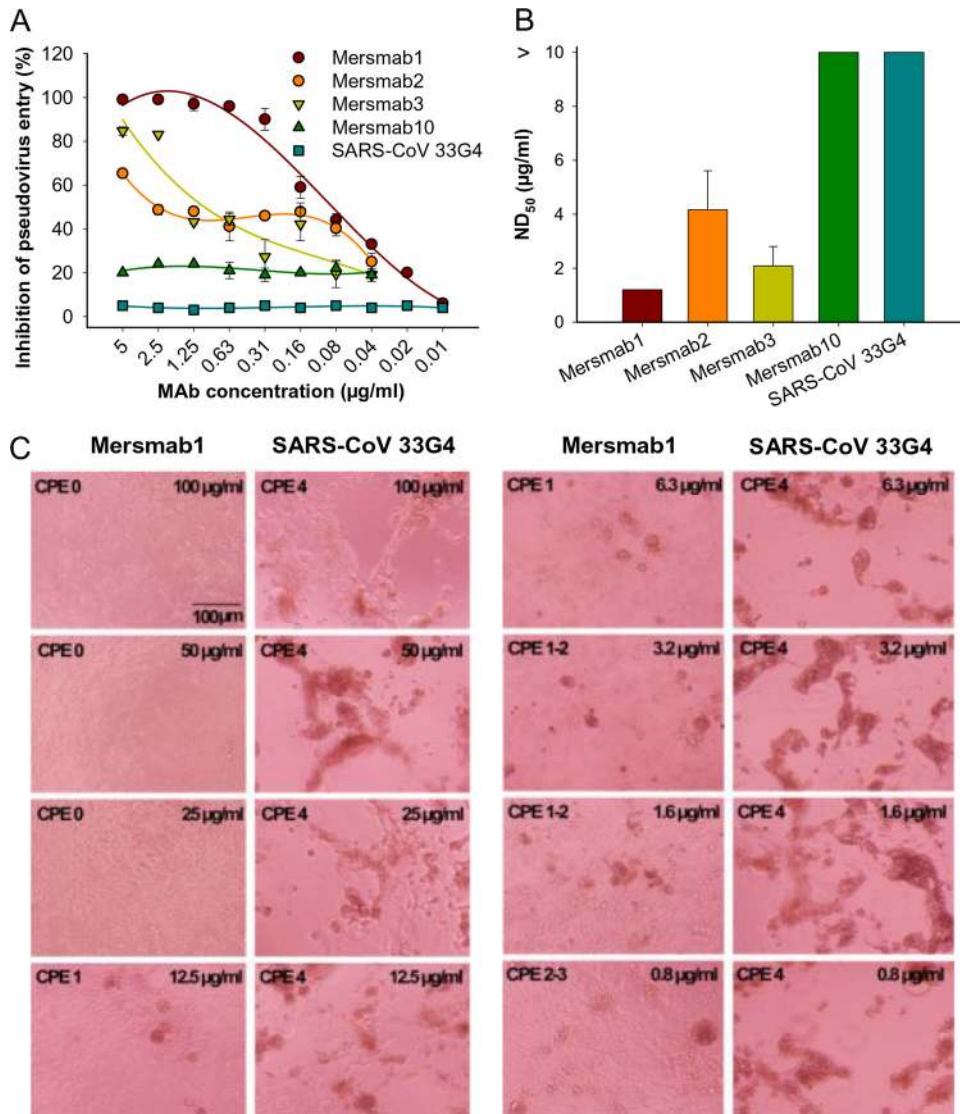 A
Inhibition of pseudovirus entry (%)
120
100
80
60
40
20
0
Mersmab1
Mersmab2
Mersmab3
Mersmab10
SARS-CoV 33G4
5
2.5
1.25
0.63
0.31
0.16
0.08
0.04
0.02
0.01
MAb concentration (µg/ml)
B
ND50 (µg/ml)
> 10
8
6
4
2
0
Mersmab1
Mersmab2
Mersmab3
Mersmab10
SARS-CoV 33G4
C
Mersmab1 SARS-CoV 33G4 Mersmab1 SARS-CoV 33G4
CPE 0 100 µg/ml CPE 4 100 µg/ml CPE 1 6.3 µg/ml CPE 4 6.3 µg/ml
100µm
CPE 0 50 µg/ml CPE 4 50 µg/ml CPE 1-2 3.2 µg/ml CPE 4 3.2 µg/ml
CPE 0 25 µg/ml CPE 4 25 µg/ml CPE 1-2 1.6 µg/ml CPE 4 1.6 µg/ml
CPE 1 12.5 µg/ml CPE 4 12.5 µg/ml CPE 2-3 0.8 µg/ml CPE 4 0.8 µg/ml